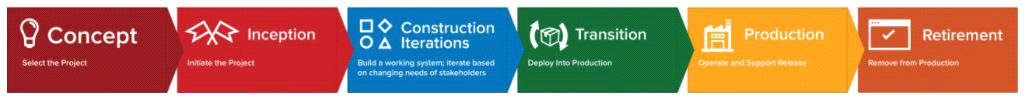 Concept
Select the Project
Inception
Initiate the Project
Construction
Iterations
Build a working system; iterate based
on changing needs of stakeholders
Transition
Deploy Into Production
Production
Operate and Support Release
Retirement
Remove from Production